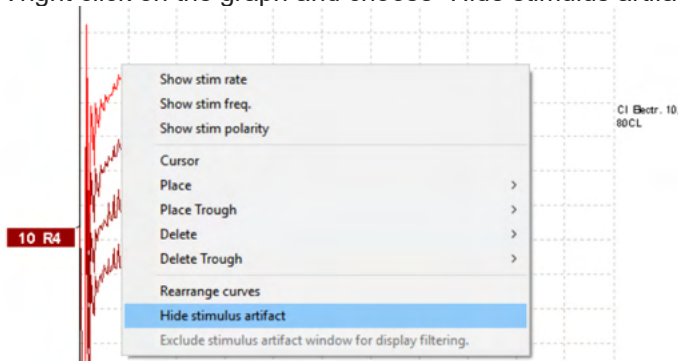 Show stim rate
Show stim freq.
Show stim polarity
CI Electr. 10,
80CL
Cursor
Place
Place Trough
Delete
10 R4
Delete Trough
Rearrange curves
Hide stimulus artifact
Exclude stimulus artifact window for display filtering.